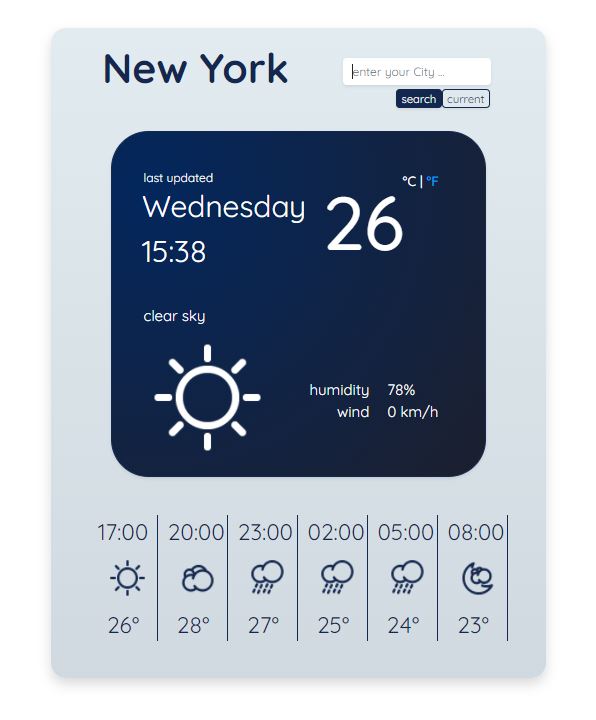 New York
enter your City ...
search current
last updated
°C | °F
Wednesday
26
15:38
clear sky
humidity 78%
wind 0 km/h
17:00 20:00 23:00 02:00 05:00 08:00
26° 28° 27° 25° 24° 23°